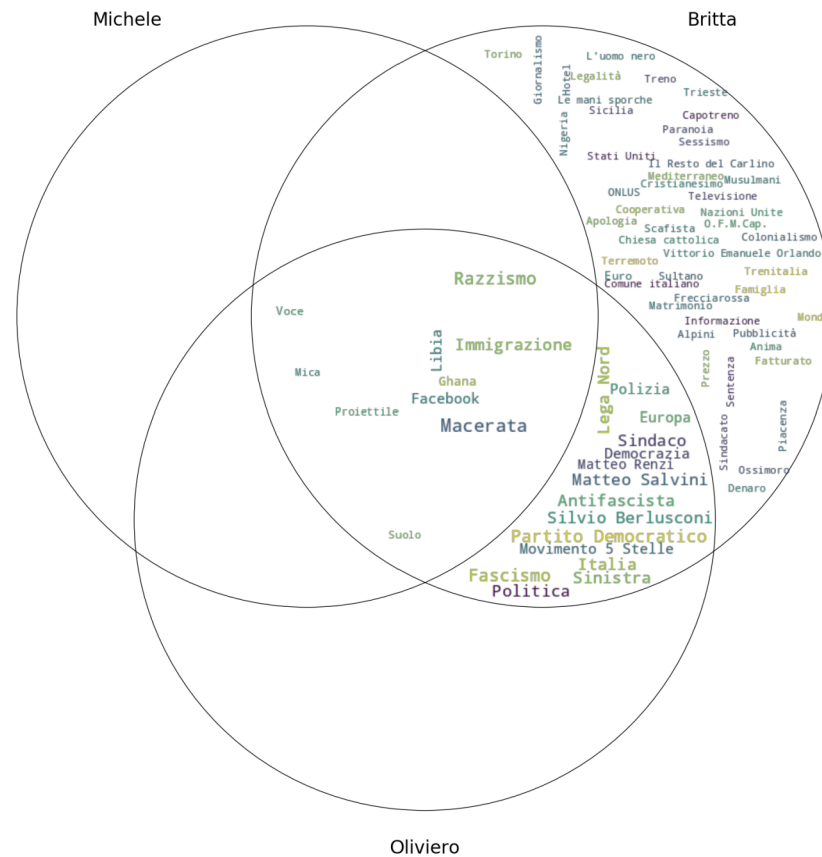 Michele
Britta
Torino
Giornalismo
L'uomo nero
Hotel
Legalità
Treno
Trieste
Le mani sporche
Sicilia
Capotreno
Nigeria
Paranoia
Sessismo
Stati Uniti
Il Resto del Carlino
Mediterraneo
Cristianesimo
Musulmani
ONLUS
Televisione
Cooperativa
Nazioni Unite
Apologia
Scafista
O.F.M.Cap.
Chiesa cattolica
Colonialismo
Vittorio Emanuele Orlando
Terremoto
Euro
Sultano
Trenitalia
Comune italiano
Famiglia
Frecciarossa
Matrimonio
Informazione
Mond
Alpini
Pubblicità
Anima
Prezzo
Sentenza
Fatturato
Sindacato
Piacenza
Ossimoro
Denaro
Razzismo
Voce
Libia
Immigrazione
Mica
Ghana
Facebook
Proiettile
Macerata
Suolo
Lega Nord
Polizia
Europa
Sindaco
Democrazia
Matteo Renzi
Matteo Salvini
Antifascista
Silvio Berlusconi
Partito Democratico
Movimento 5 Stelle
Italia
Fascismo
Sinistra
Politica
Oliviero